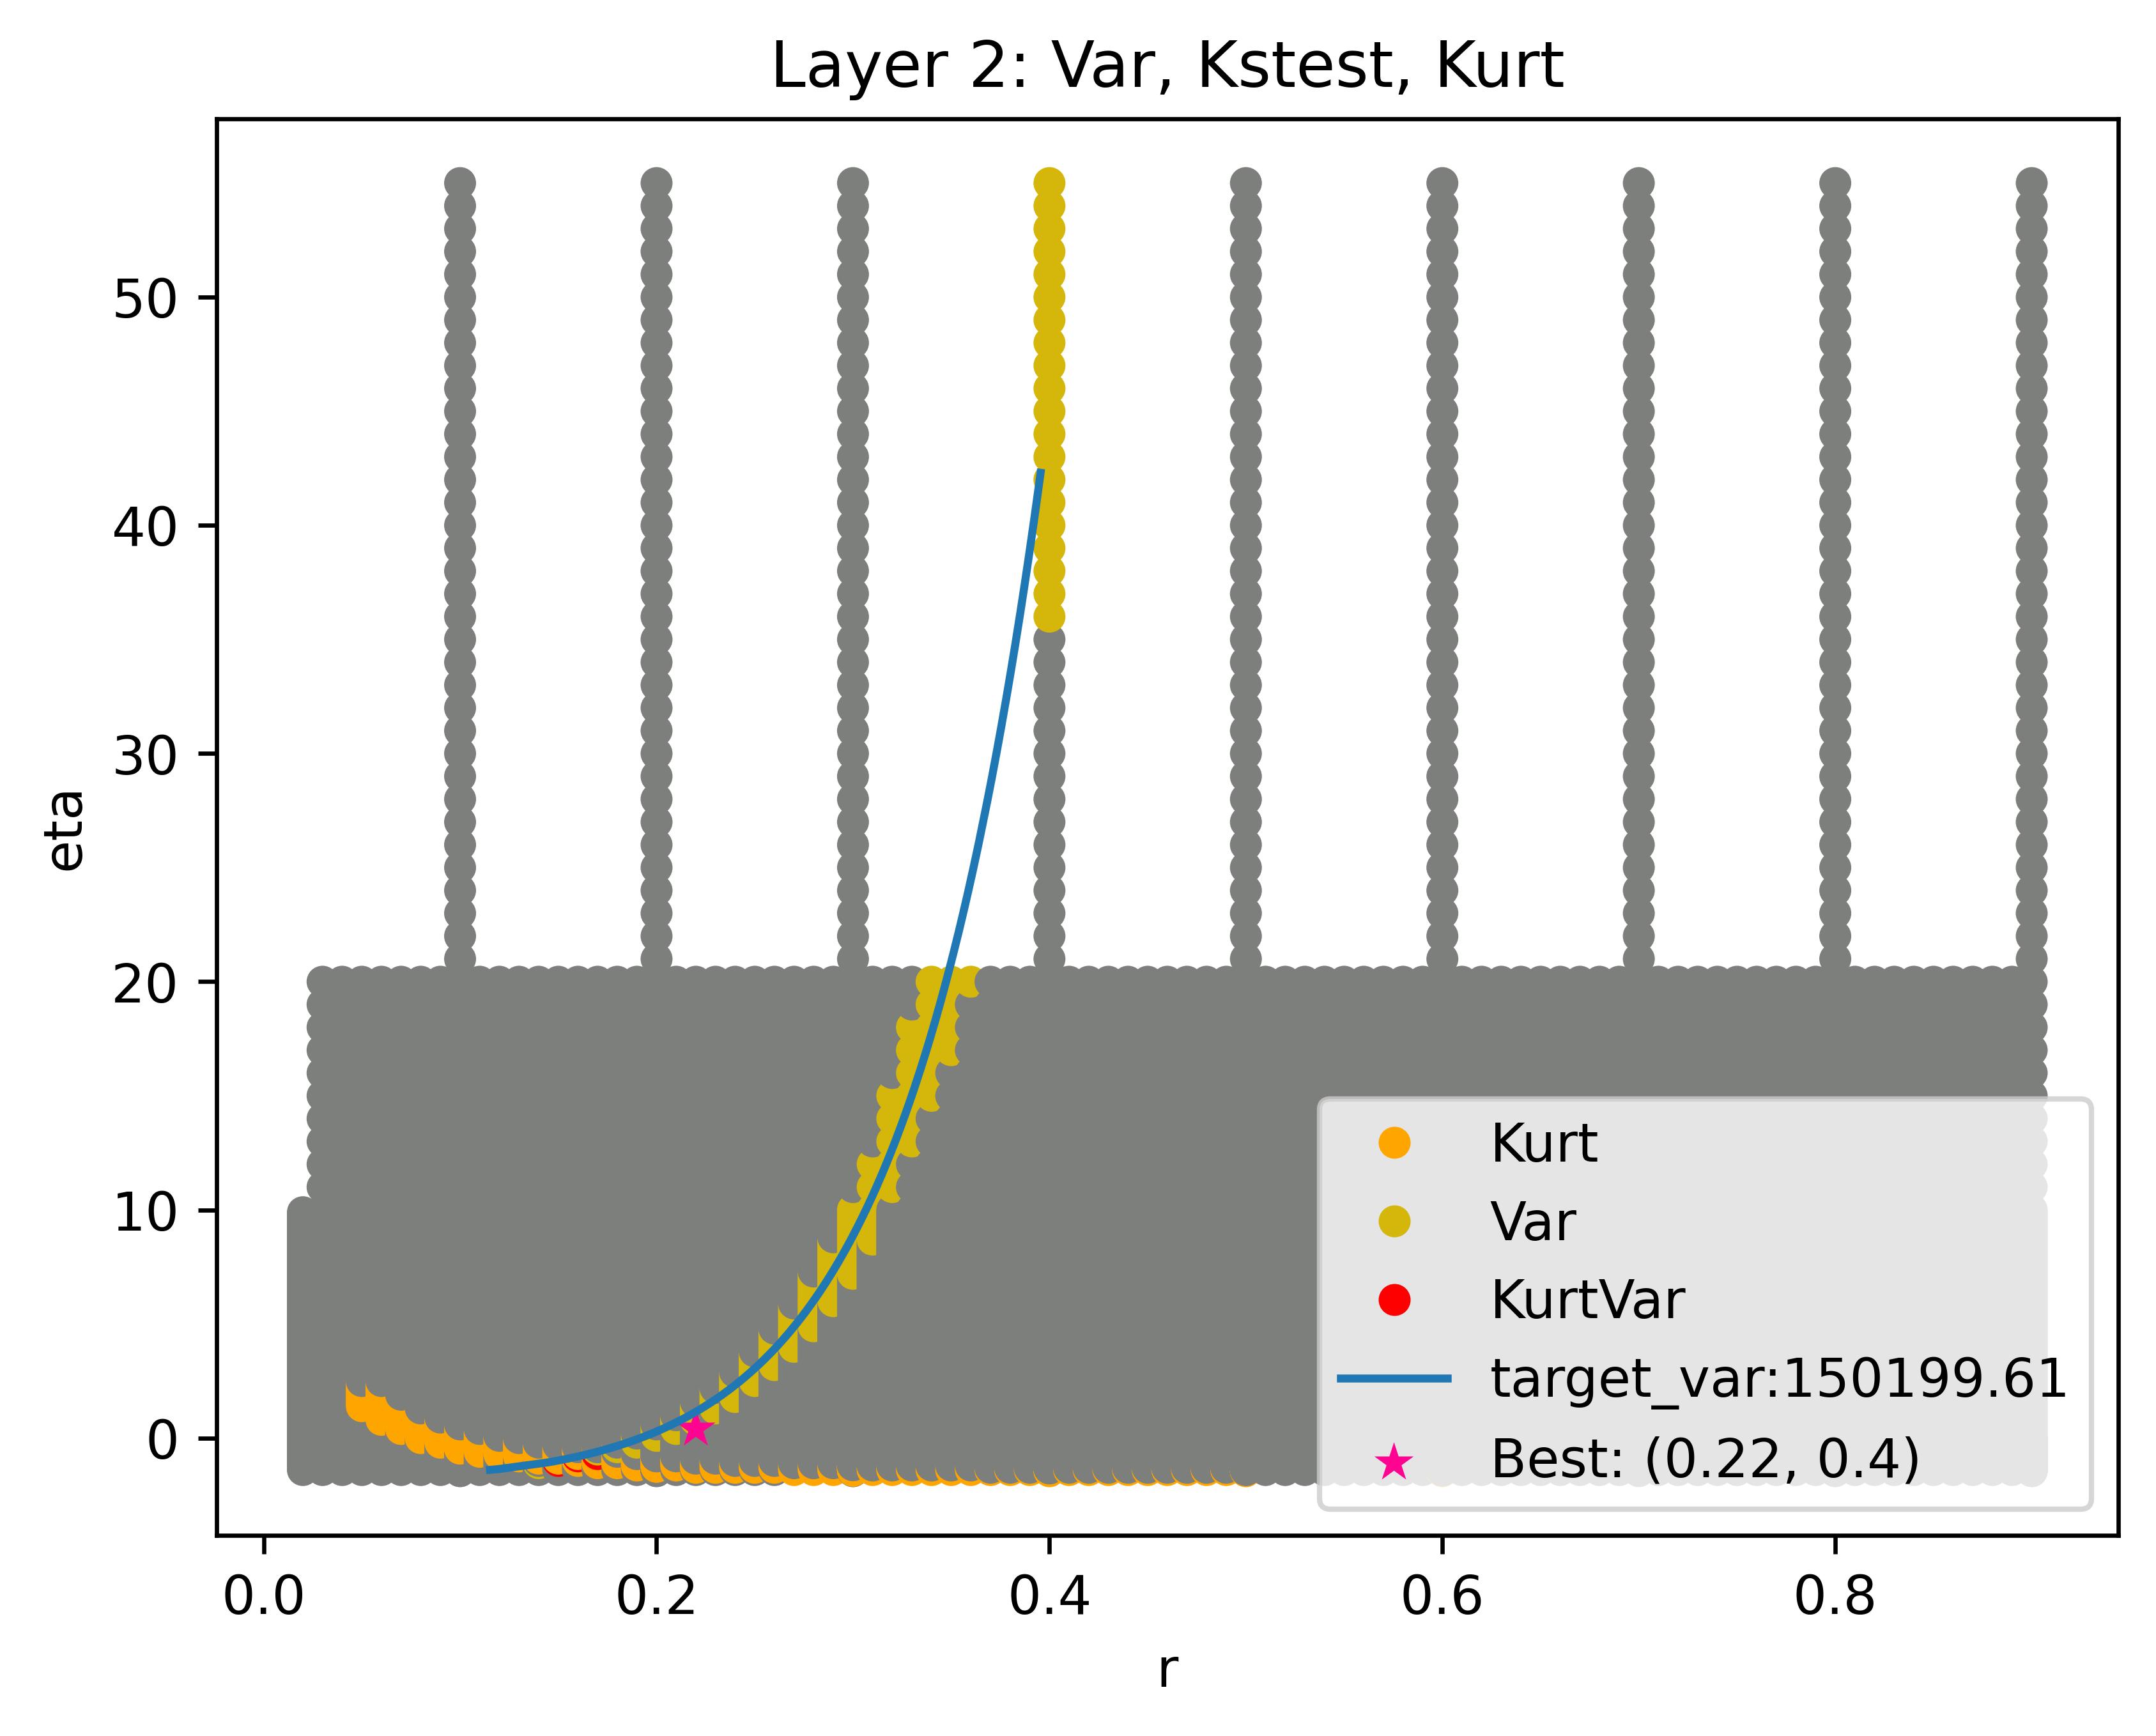 Layer 2: Var, Kstest, Kurt
eta
50
40
30
20
10
0
0.0 0.2 0.4 0.6 0.8
r
Kurt
Var
KurtVar
target_var:150199.61
Best: (0.22, 0.4)